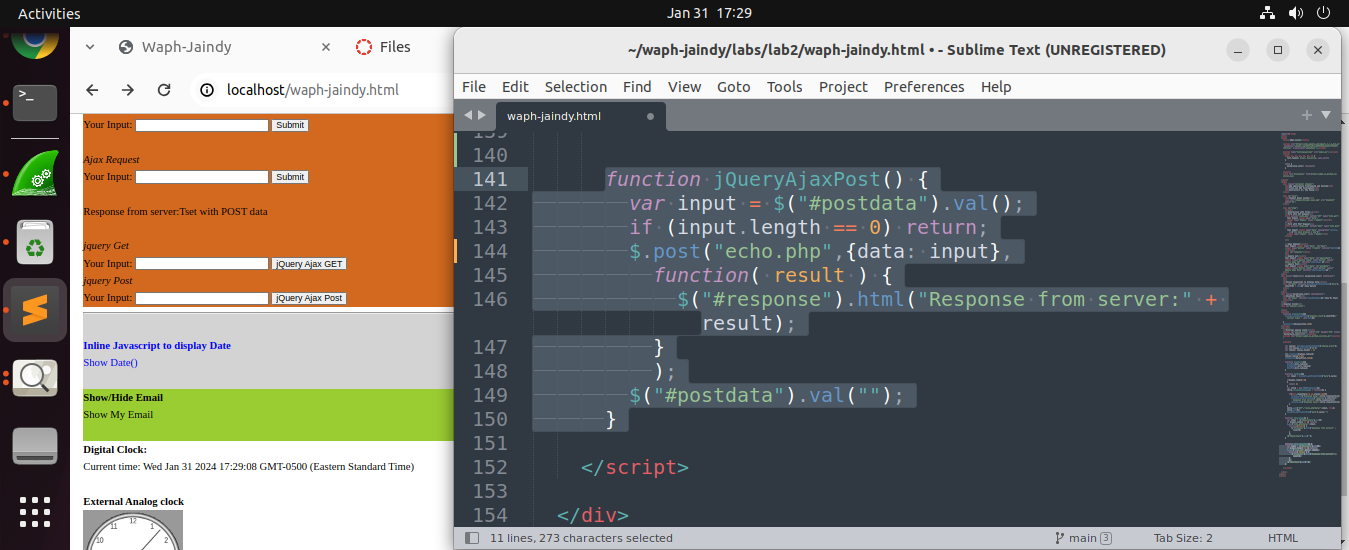 Activities
Jan 31 17:29
Waph-Jaindy
Files
localhost/waph-jaindy.html
Your Input:
Submit
Ajax Request
Your Input:
Submit
Response from server:Tset with POST data
jquery Get
Your Input:
jQuery Ajax GET
jquery Post
Your Input:
jQuery Ajax Post
Inline Javascript to display Date
Show Date()
Show/Hide Email
Show My Email
Digital Clock:
Current time: Wed Jan 31 2024 17:29:08 GMT-0500 (Eastern Standard Time)
External Analog clock
11 12 1
10 2
~/waph-jaindy/labs/lab2/waph-jaindy.html • - Sublime Text (UNREGISTERED)
File Edit Selection Find View Goto Tools Project Preferences Help
waph-jaindy.html
139
140
141 function jQueryAjaxPost() {
142 var input = $("#postdata").val();
143 if (input.length == 0) return;
144 $.post("echo.php",{data: input},
145 function( result ) {
146 $("#response").html("Response from server:" +
result);
147 }
148 );
149 $("#postdata").val("");
150 }
151
152 </script>
153
154 </div>
11 lines, 273 characters selected
main 3
Tab Size: 2
HTML